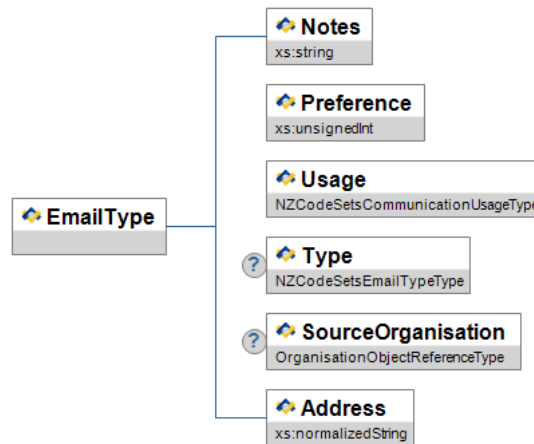 Notes
xs:string
Preference
xs:unsignedInt
Usage
NZCodeSetsCommunicationUsageType
EmailType
? Type
NZCodeSetsEmailTypeType
? SourceOrganisation
OrganisationObjectReferenceType
Address
xs:normalizedString